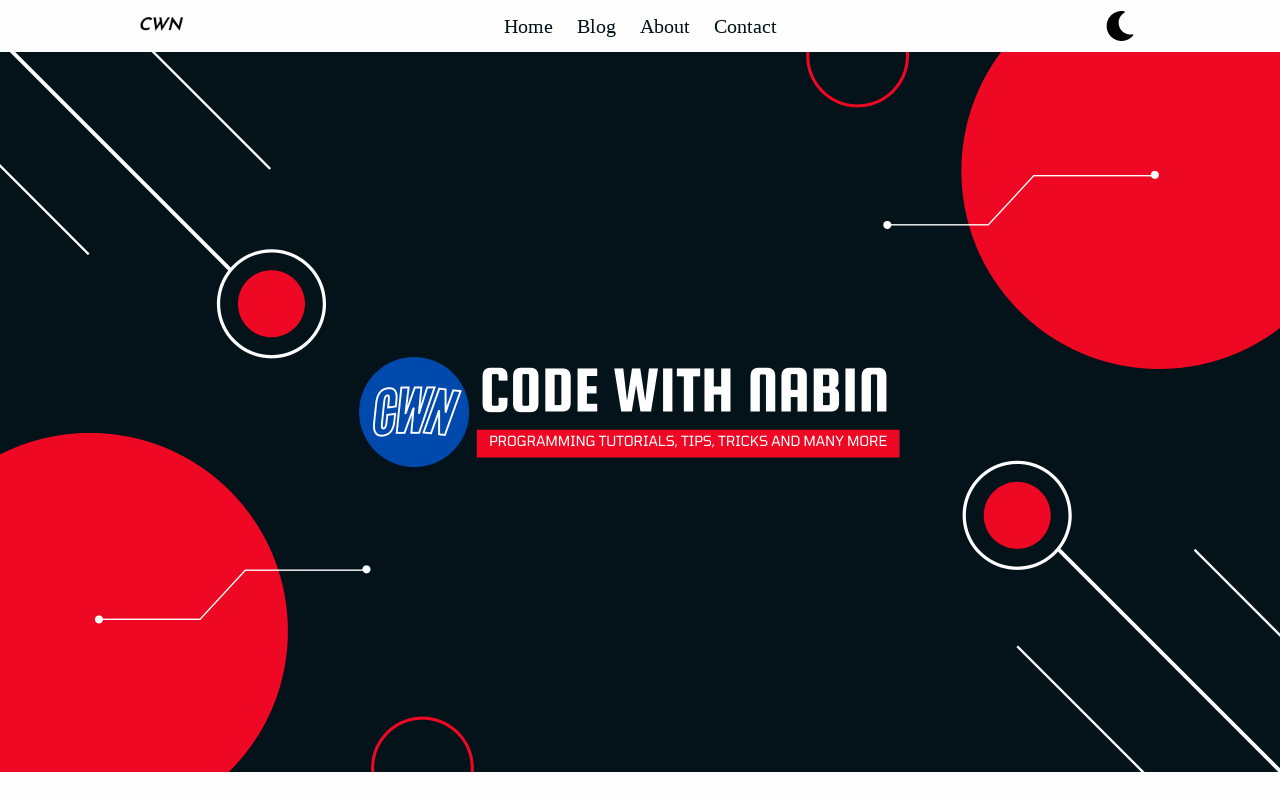 CWN
Home Blog About Contact
CWN
CODE WITH NABIN
PROGRAMMING TUTORIALS, TIPS, TRICKS AND MANY MORE